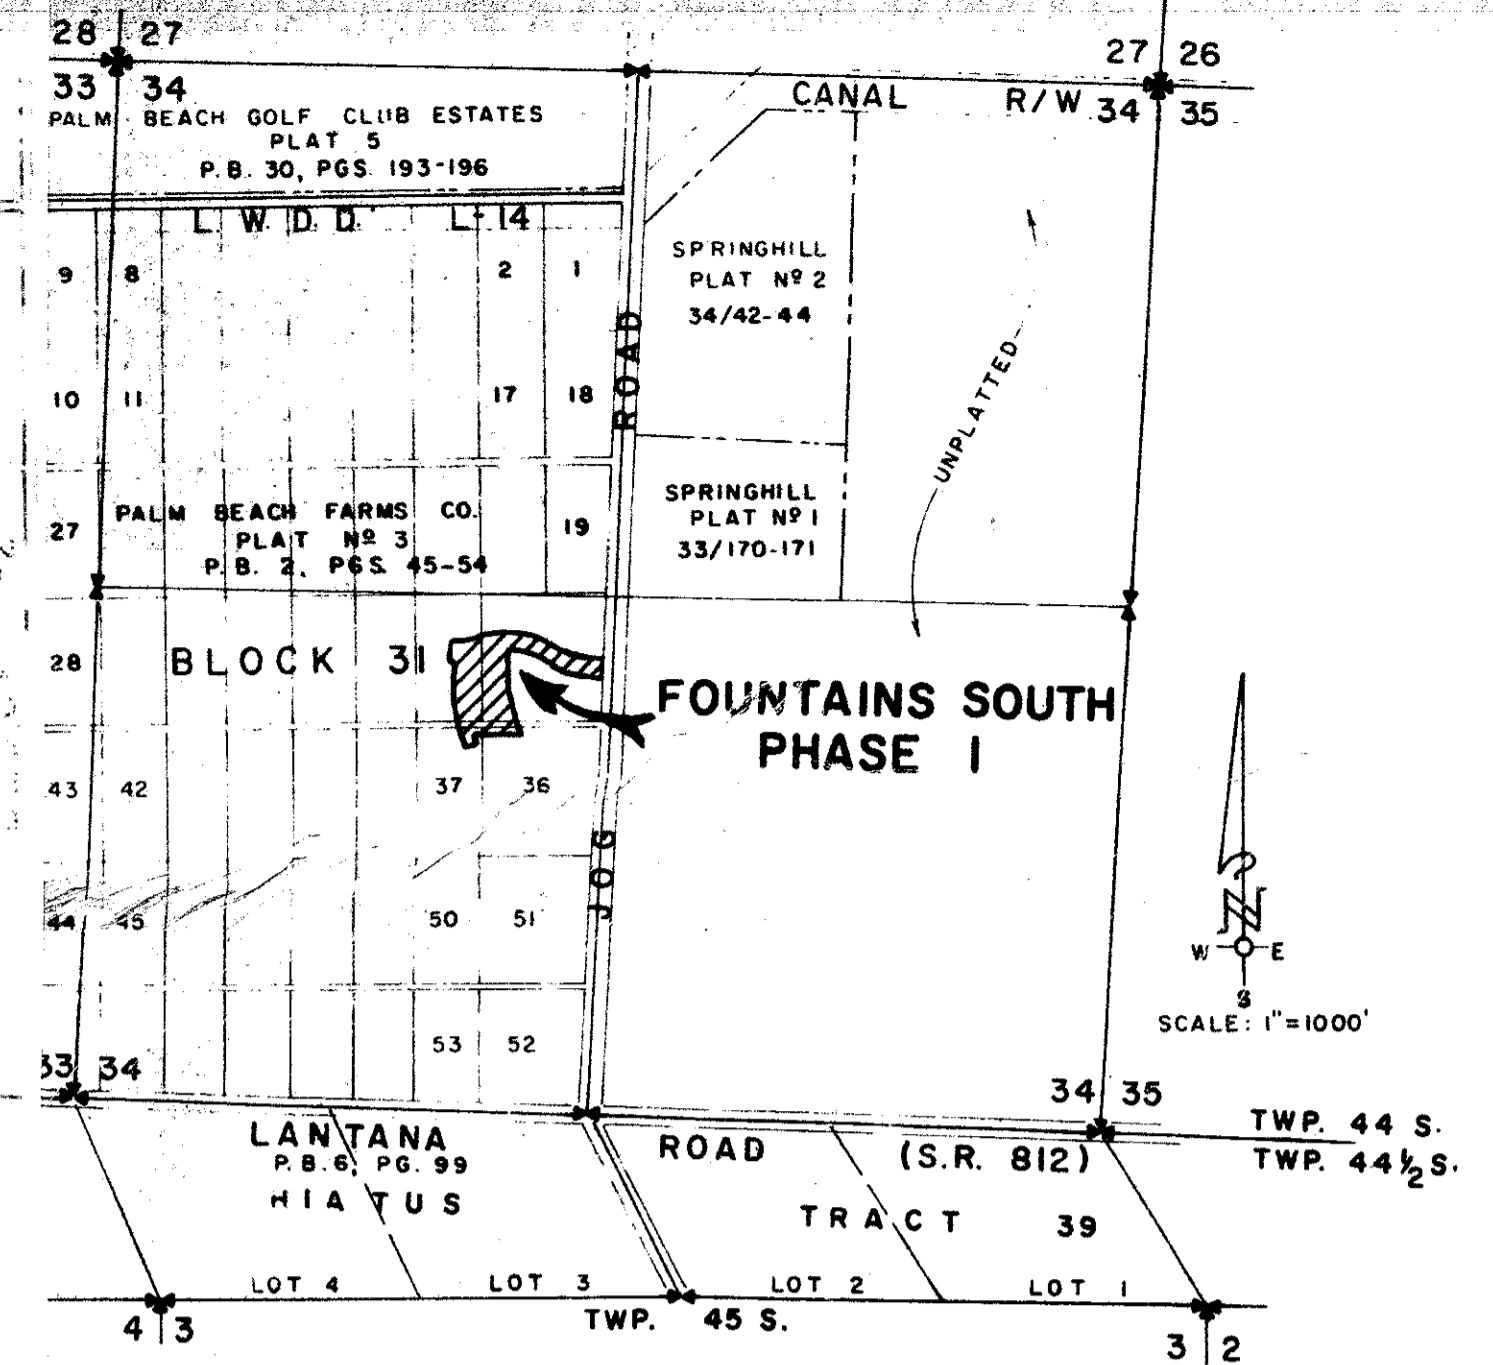 28 27
27 26
33 34
CANAL R/W 34 35
PALM BEACH GOLF CLUB ESTATES
PLAT 5
P.B. 30, PGS. 193-196
L. W. D. D. L-14
9 8 2 1
SPRINGHILL
PLAT Nº 2
34/42-44
ROAD
UNPLATTED
10 11 17 18
PALM BEACH FARMS CO.
PLAT Nº 3
P.B. 2, PGS. 45-54
27 19
SPRINGHILL
PLAT Nº 1
33/170-171
28 BLOCK 31
FOUNTAINS SOUTH
PHASE 1
43 42 37 36
JOG
44 45 50 51
N
W E
S
SCALE: 1"=1000'
53 52
33 34
34 35
TWP. 44 S.
TWP. 44½ S.
LANTANA ROAD (S.R. 812)
P.B. 6, PG. 99
HIATUS TRACT 39
LOT 4 LOT 3 LOT 2 LOT 1
TWP. 45 S.
4 3
3 2